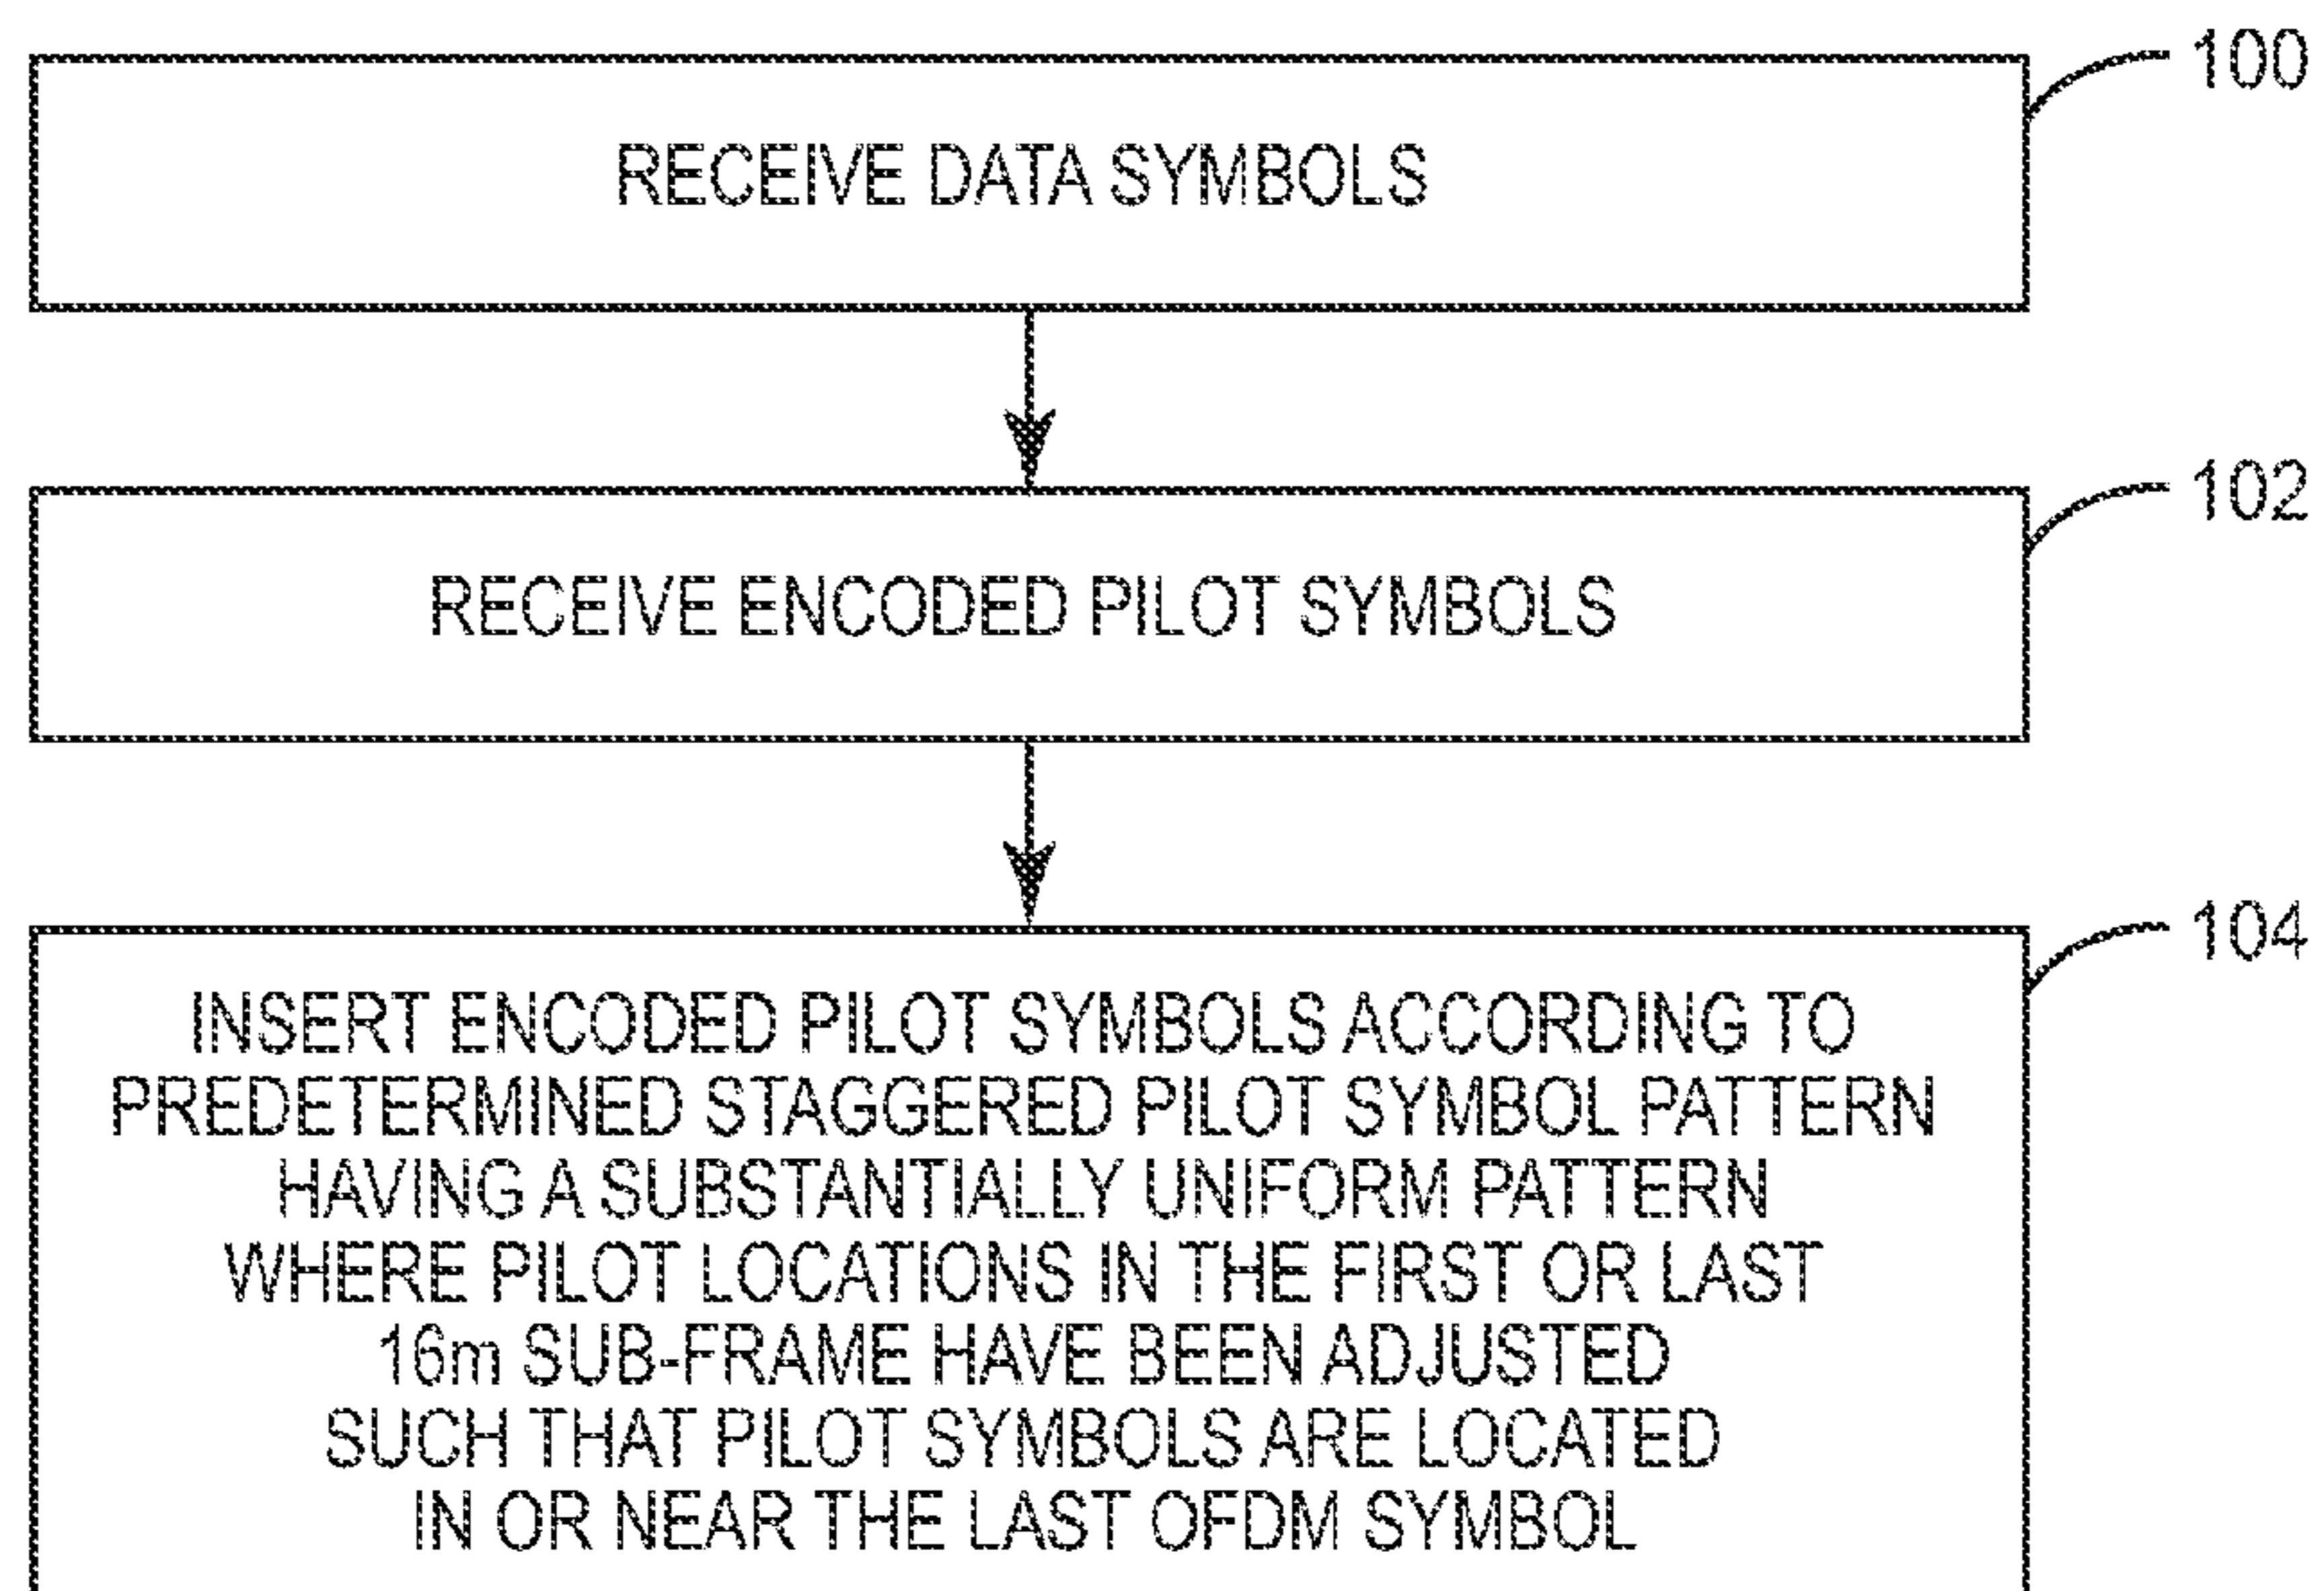 100
RECEIVE DATA SYMBOLS
102
RECEIVE ENCODED PILOT SYMBOLS
104
INSERT ENCODED PILOT SYMBOLS ACCORDING TO
PREDETERMINED STAGGERED PILOT SYMBOL PATTERN
HAVING A SUBSTANTIALLY UNIFORM PATTERN
WHERE PILOT LOCATIONS IN THE FIRST OR LAST
16m SUB-FRAME HAVE BEEN ADJUSTED
SUCH THAT PILOT SYMBOLS ARE LOCATED
IN OR NEAR THE LAST OFDM SYMBOL